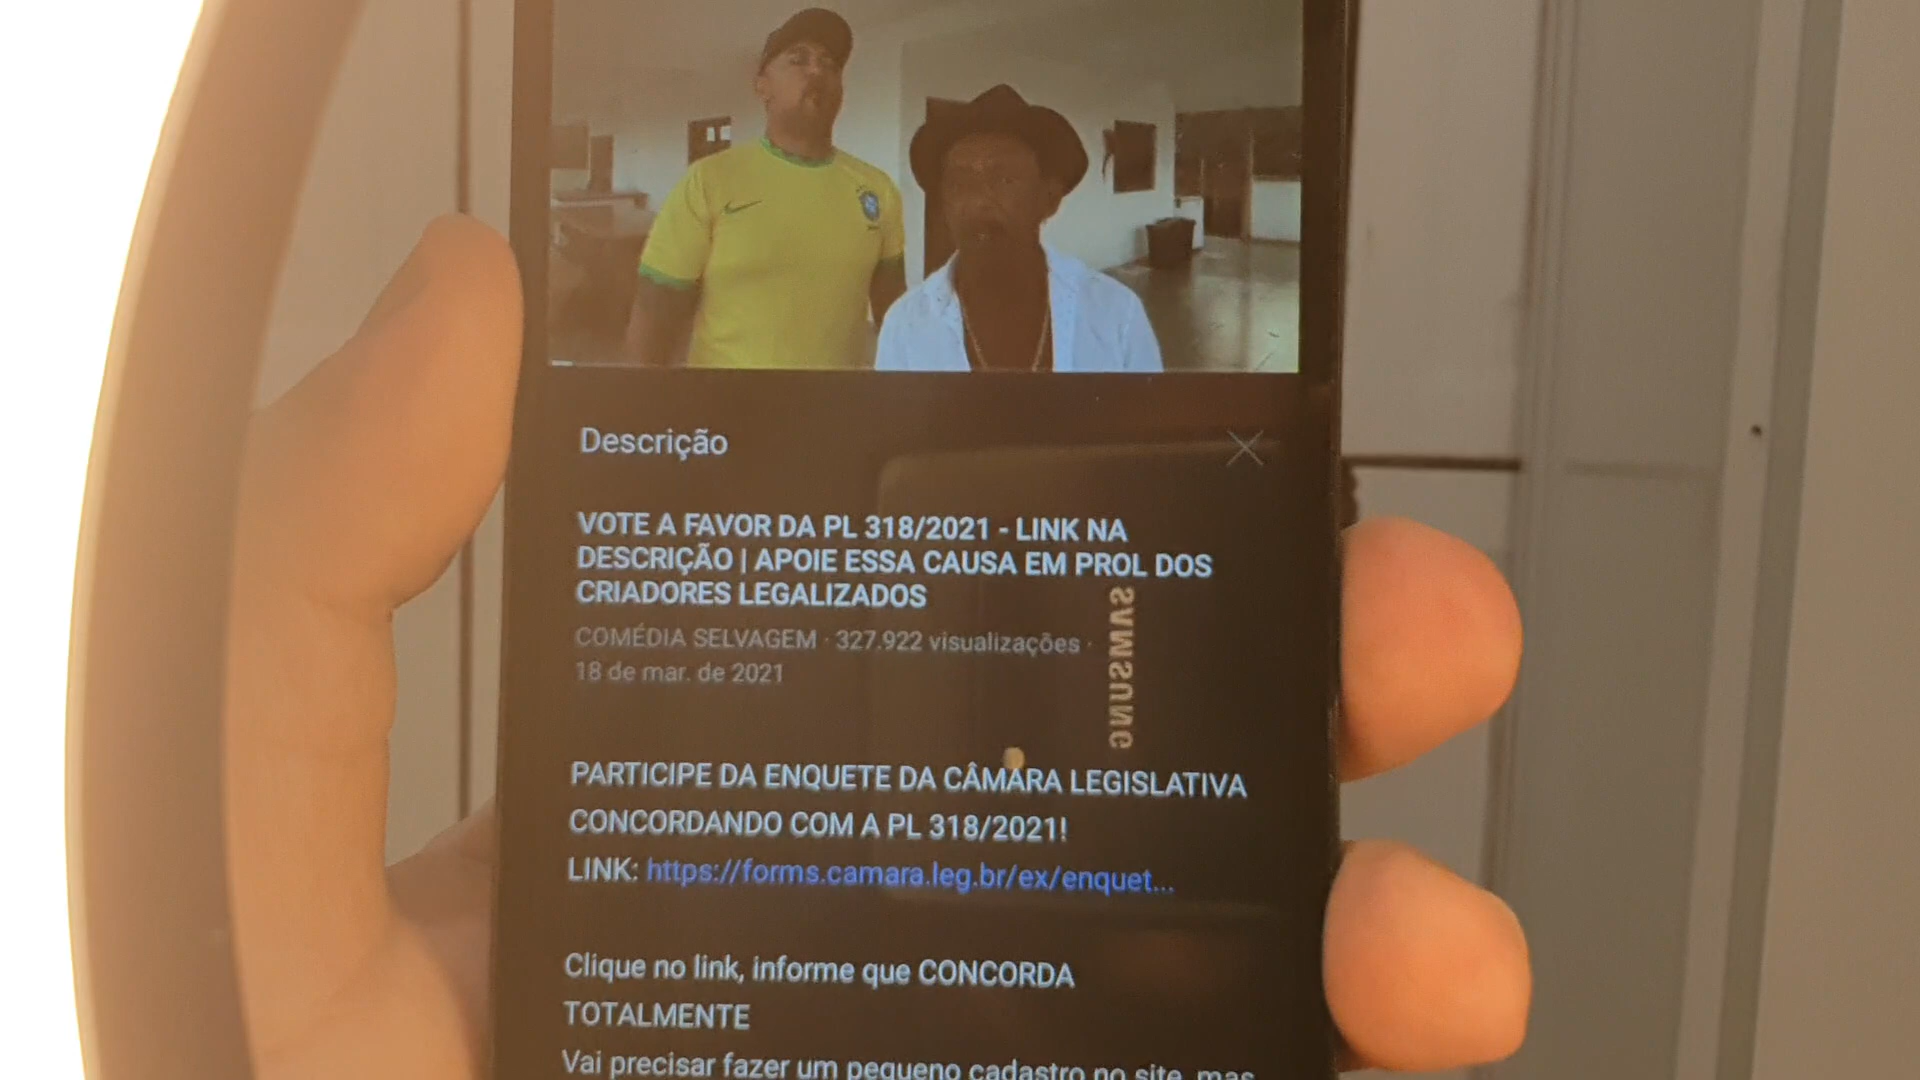 Descrição
VOTE A FAVOR DA PL 318/2021 - LINK NA
DESCRIÇÃO | APOIE ESSA CAUSA EM PROL DOS
CRIADORES LEGALIZADOS
COMÉDIA SELVAGEM · 327.922 visualizações ·
18 de mar. de 2021
SAMSUNG
PARTICIPE DA ENQUETE DA CÂMARA LEGISLATIVA
CONCORDANDO COM A PL 318/2021!
LINK: https://forms.camara.leg.br/ex/enquet...
Clique no link, informe que CONCORDA
TOTALMENTE
Vai precisar fazer um pequeno cadastro no site, mas